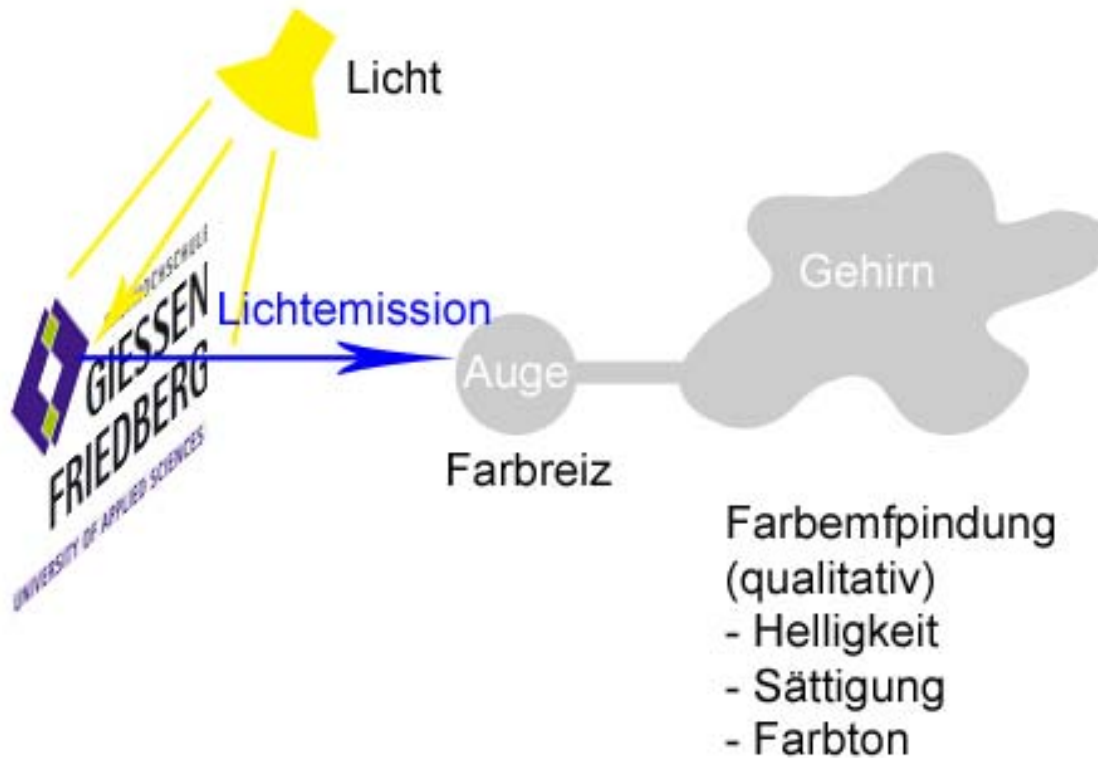 Licht
HOCHSCHULE
GIESSEN
FRIEDBERG
UNIVERSITY OF APPLIED SCIENCES
Lichtemission
Auge
Gehirn
Farbreiz
Farbemfpindung
(qualitativ)
- Helligkeit
- Sättigung
- Farbton